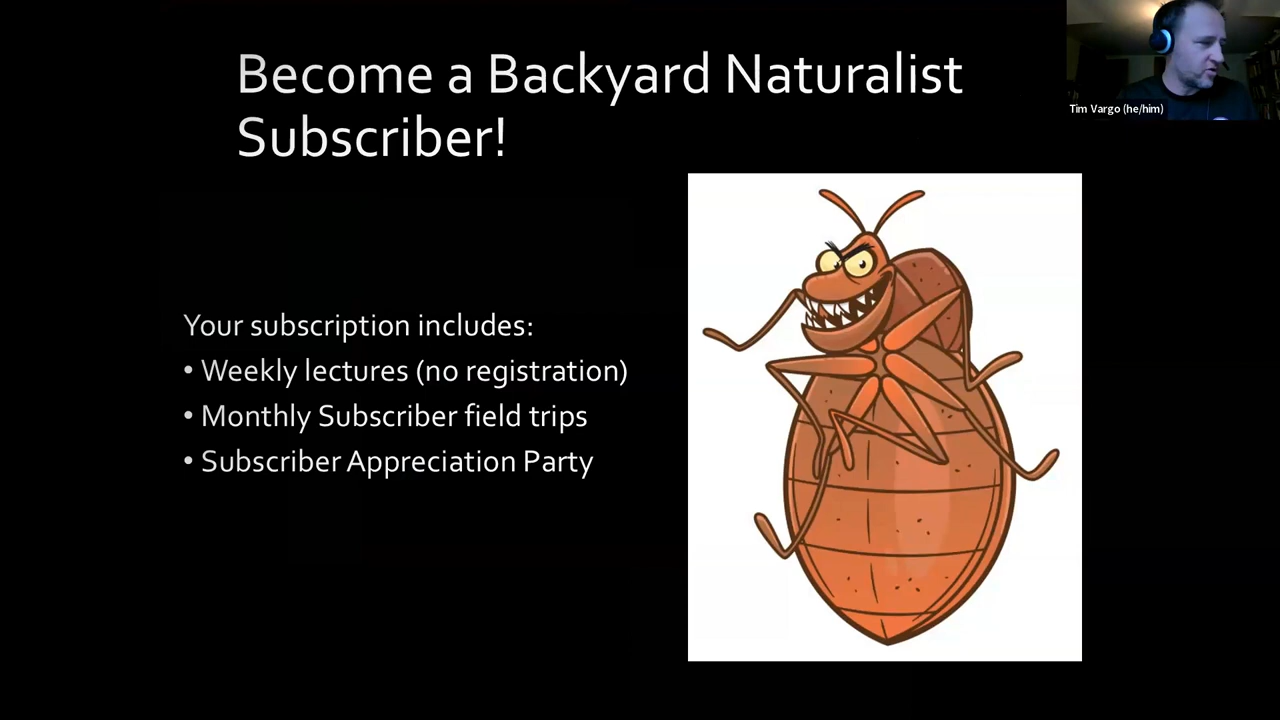 Become a Backyard Naturalist
Subscriber!
Tim Vargo (he/him)
Your subscription includes:
• Weekly lectures (no registration)
• Monthly Subscriber field trips
• Subscriber Appreciation Party